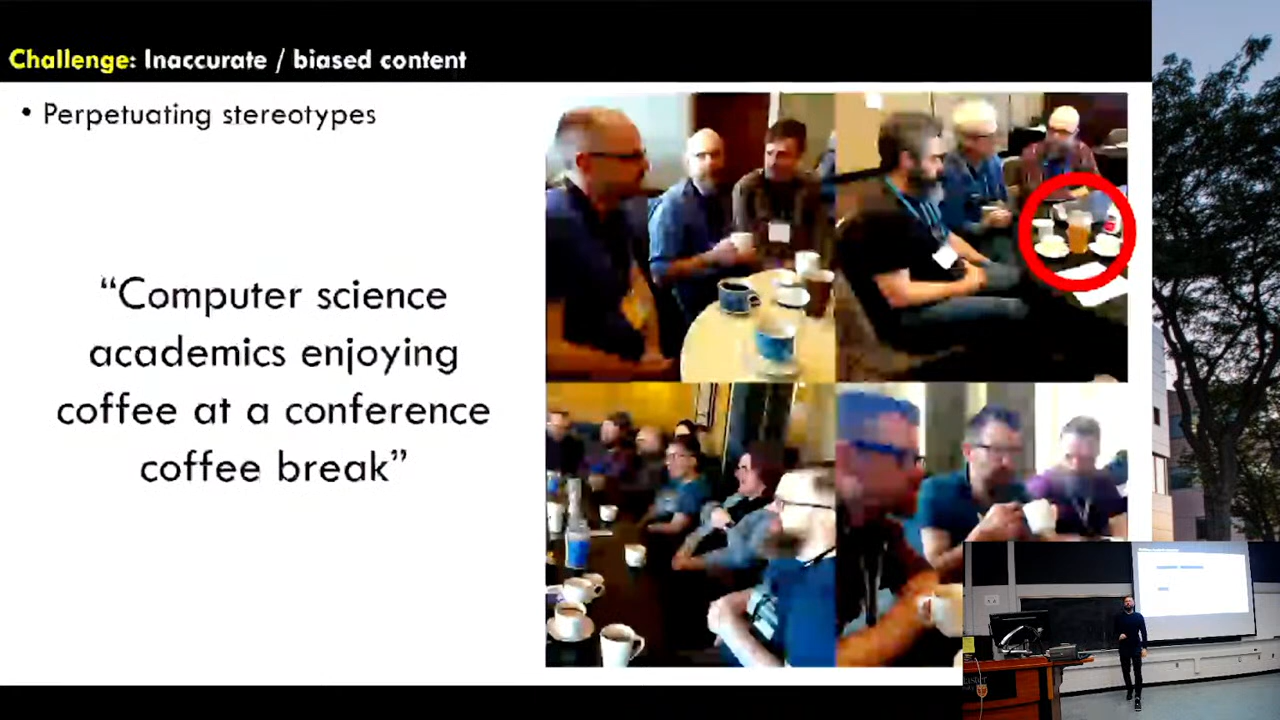 Challenge: Inaccurate / biased content
• Perpetuating stereotypes
“Computer science
academics enjoying
coffee at a conference
coffee break”